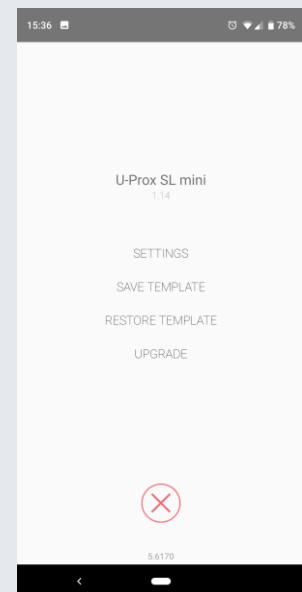 15:36 78%
U-Prox SL mini
1.14
SETTINGS
SAVE TEMPLATE
RESTORE TEMPLATE
UPGRADE
5.6170